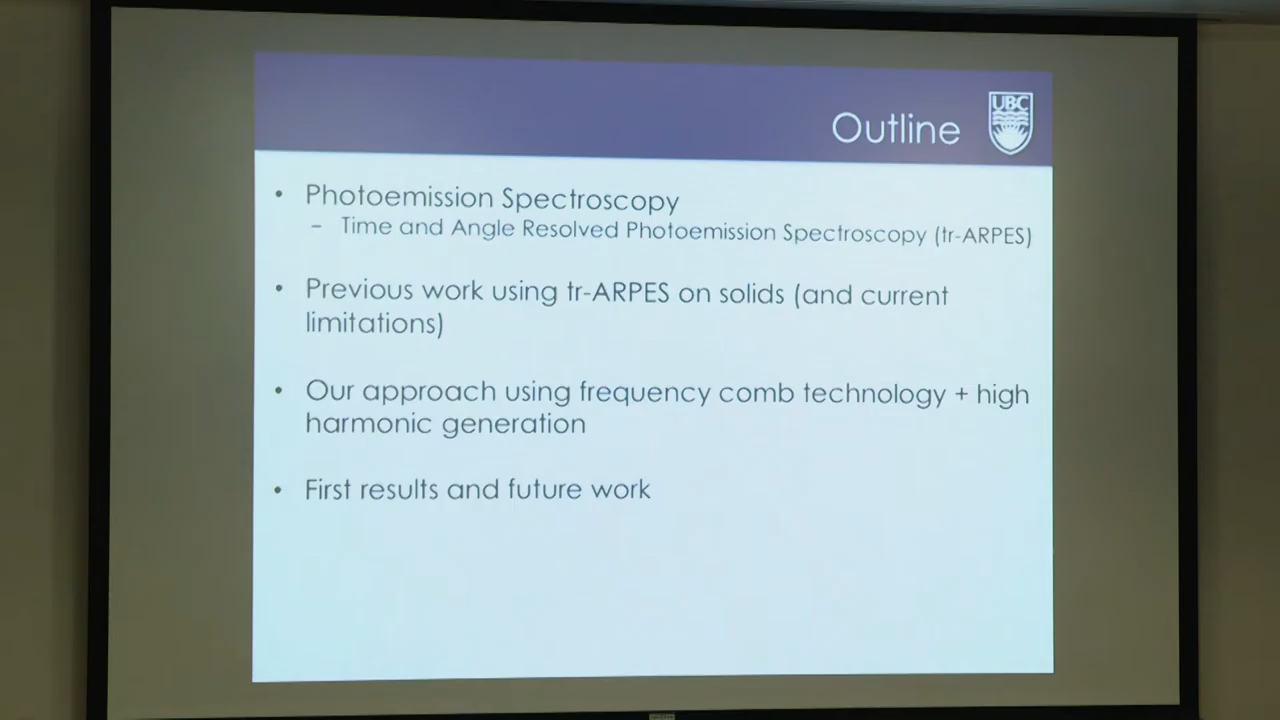 UBC
Outline
• Photoemission Spectroscopy
– Time and Angle Resolved Photoemission Spectroscopy (tr-ARPES)
• Previous work using tr-ARPES on solids (and current
limitations)
• Our approach using frequency comb technology + high
harmonic generation
• First results and future work